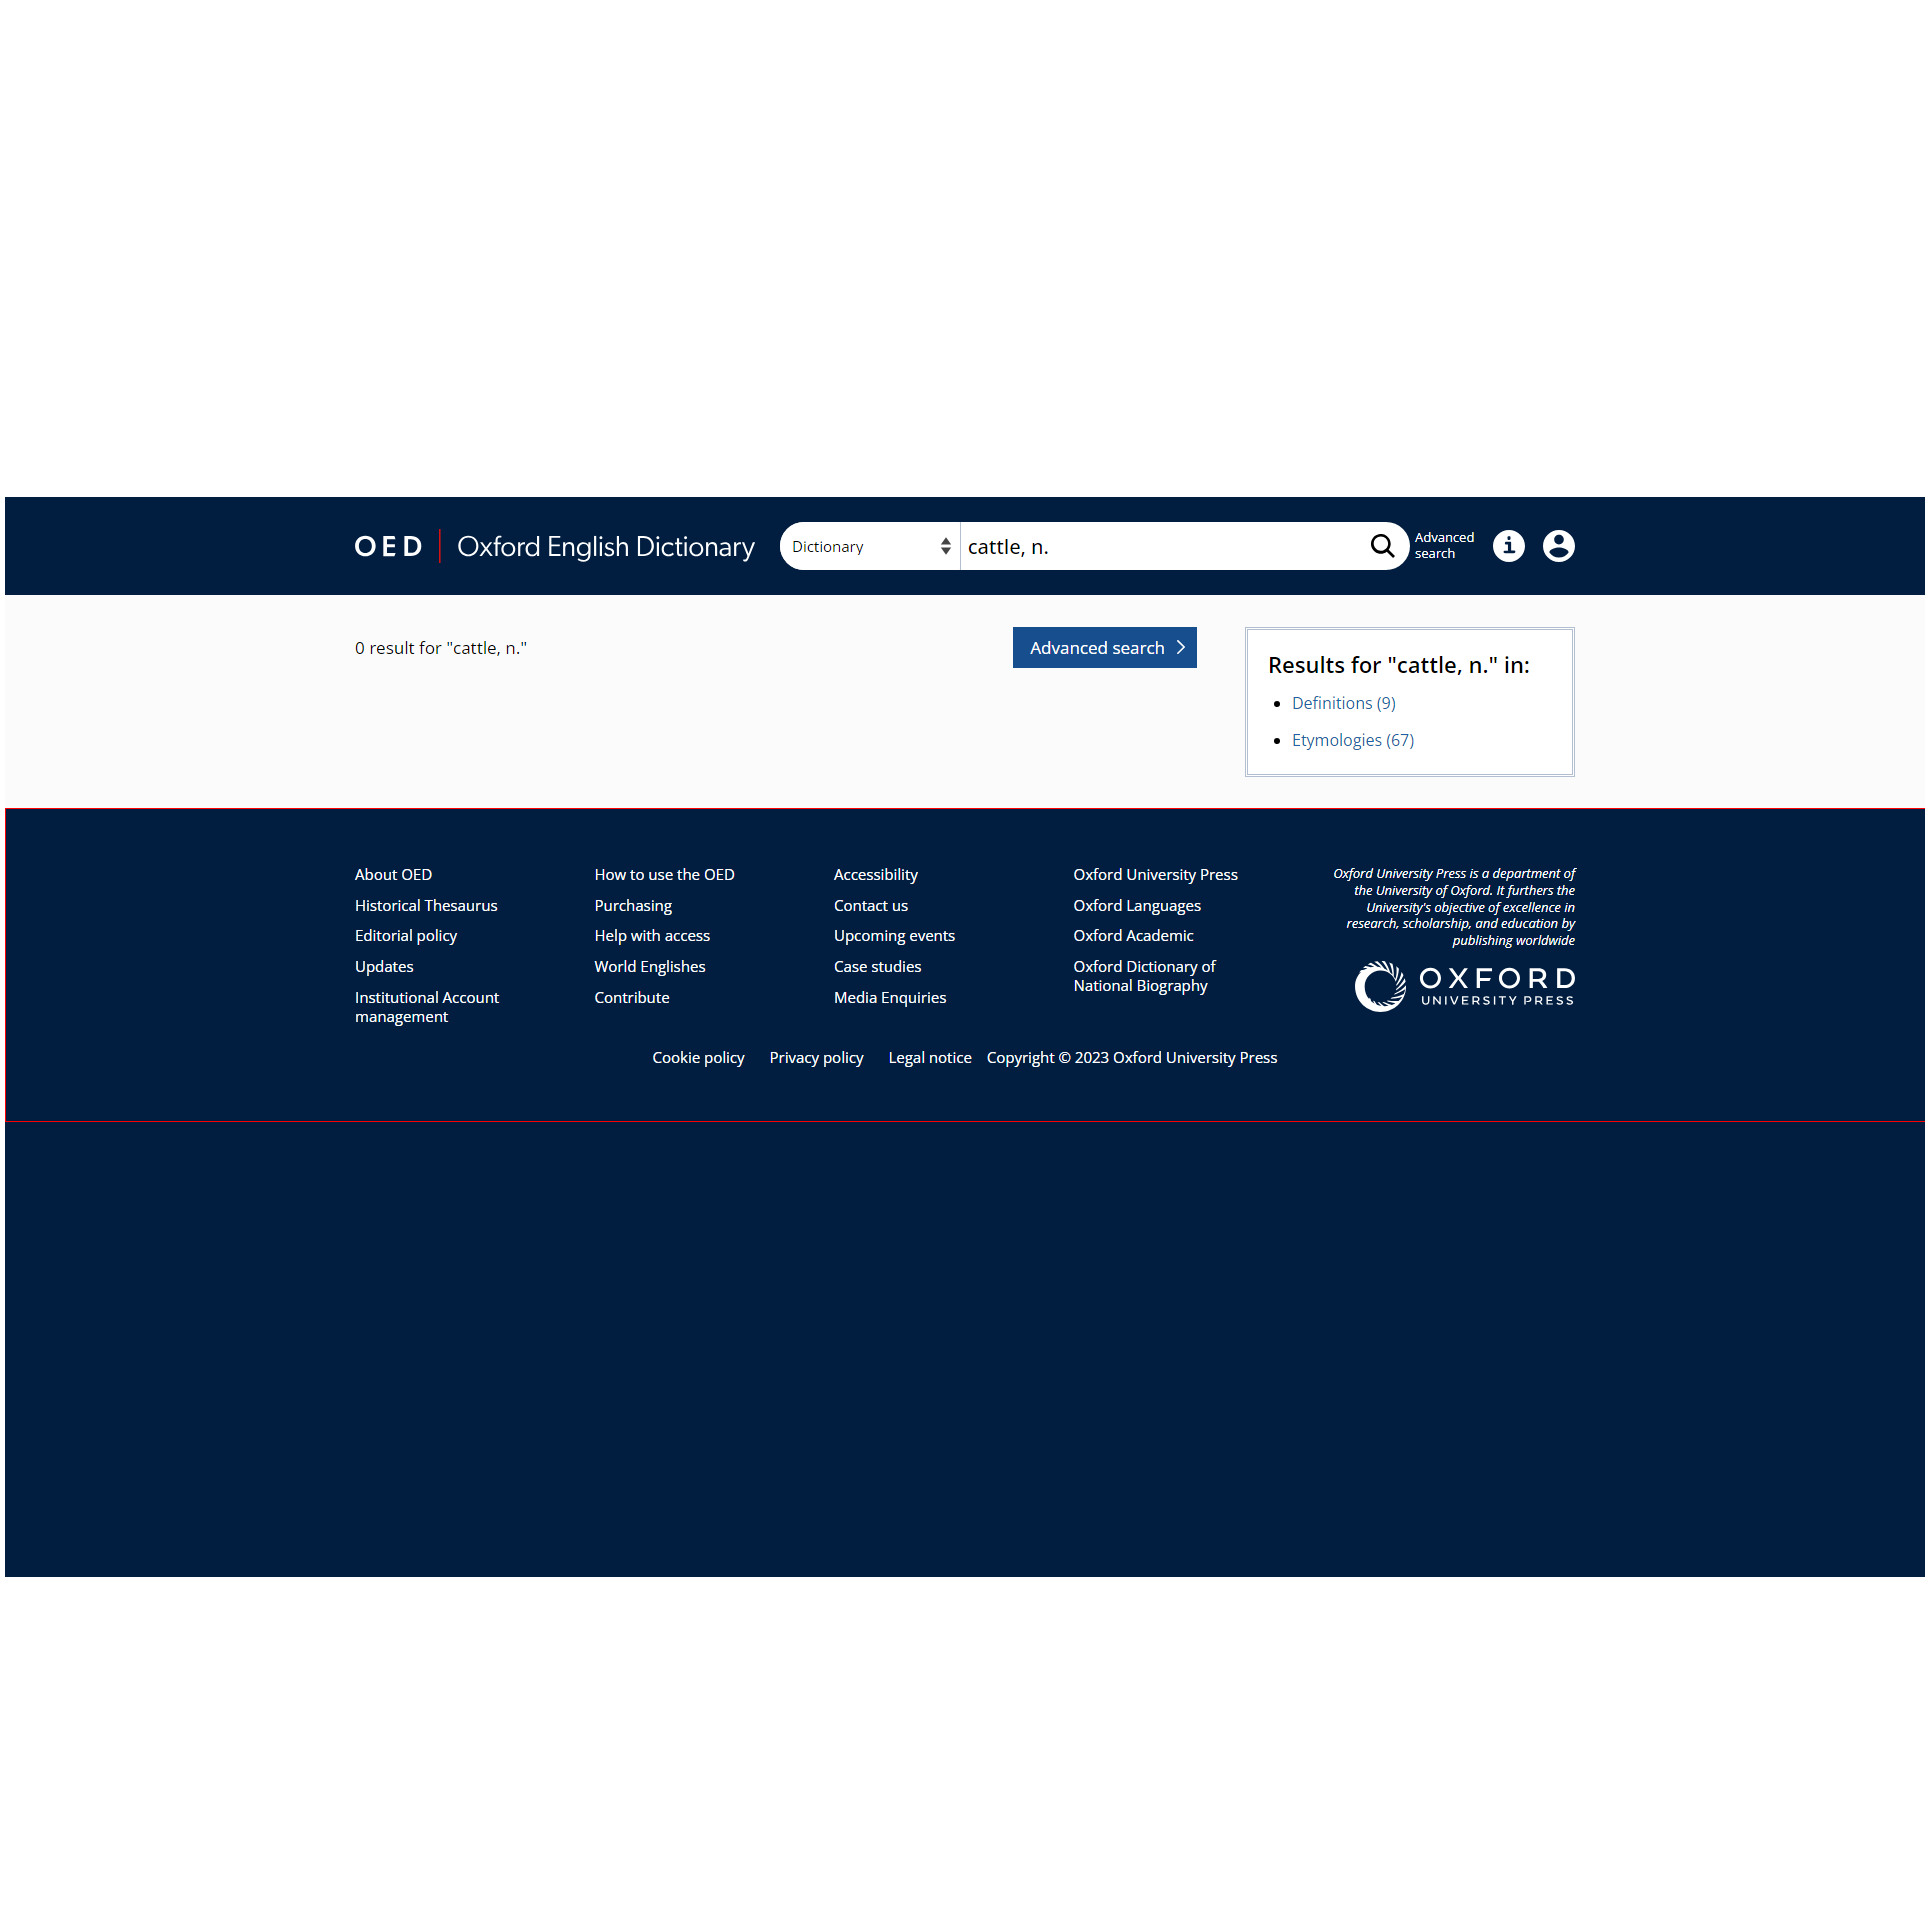 OED Oxford English Dictionary
Dictionary
cattle, n.
Advanced
search
0 result for "cattle, n."
Advanced search
Results for "cattle, n." in:
Definitions (9)
Etymologies (67)
About OED
Historical Thesaurus
Editorial policy
Updates
Institutional Account
management
How to use the OED
Purchasing
Help with access
World Englishes
Contribute
Accessibility
Contact us
Upcoming events
Case studies
Media Enquiries
Oxford University Press
Oxford Languages
Oxford Academic
Oxford Dictionary of
National Biography
Oxford University Press is a department of
the University of Oxford. It furthers the
University's objective of excellence in
research, scholarship, and education by
publishing worldwide
OXFORD
UNIVERSITY PRESS
Cookie policy Privacy policy Legal notice Copyright © 2023 Oxford University Press